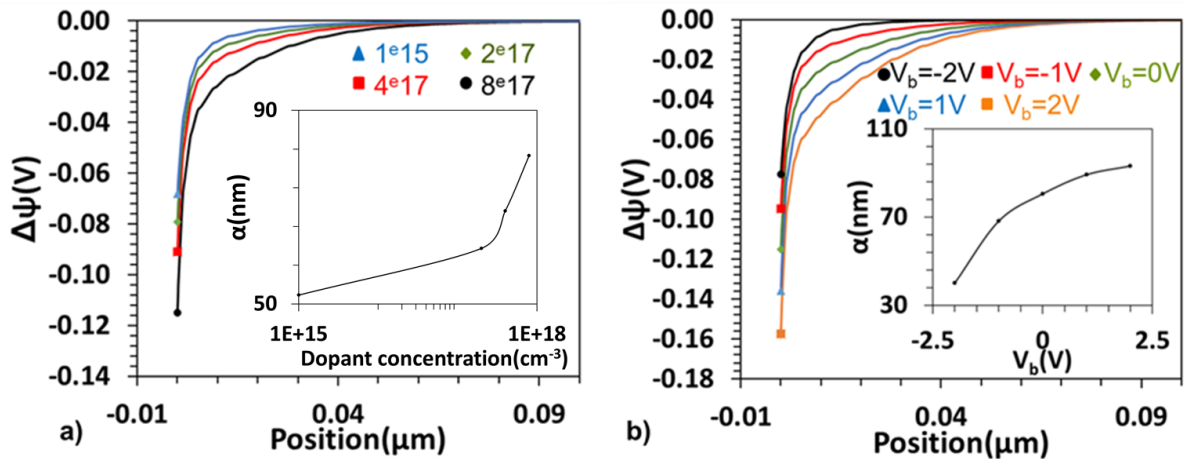 0.00
-0.02
-0.04
-0.06
-0.08
-0.10
-0.12
-0.14
Δψ(V)
1e15 2e17
4e17 8e17
90
50
α(nm)
1E+15 1E+18
Dopant concentration(cm-3)
-0.01 0.04 0.09
a) Position(μm)
0.00
-0.02
-0.04
-0.06
-0.08
-0.10
-0.12
-0.14
-0.16
-0.18
Δψ(V)
Vb=-2V Vb=-1V Vb=0V
Vb=1V Vb=2V
110
70
30
α(nm)
-2.5 0 2.5
Vb(V)
-0.01 0.04 0.09
b) Position(μm)